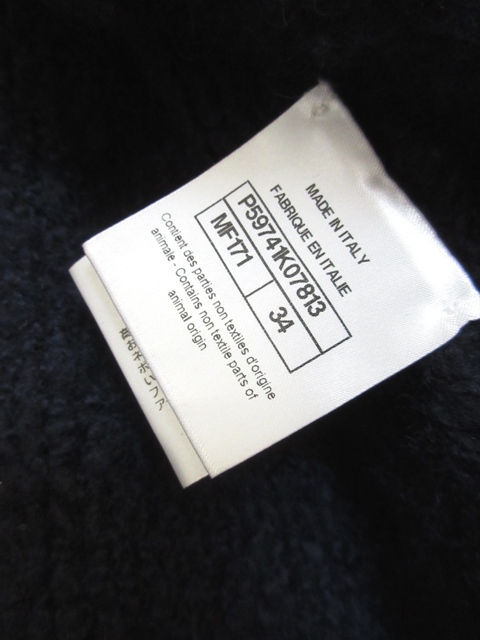 MADE IN ITALY
FABRIQUE EN ITALIE
P59741K07813
MF171 34
Contient des parties non textiles d'origine
animale - Contains non textile parts of
animal origin